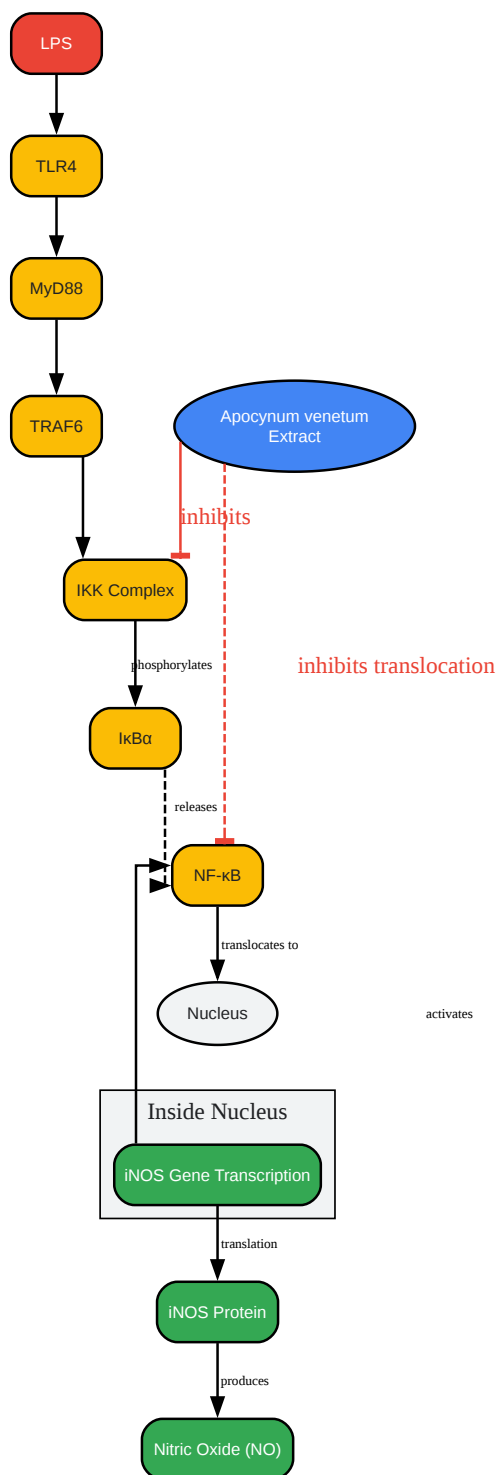 LPS
TLR4
MyD88
TRAF6
Apocynum venetum
Extract
inhibits
IKK Complex
phosphorylates
inhibits translocation
IκBα
releases
NF-κB
translocates to
Nucleus
activates
Inside Nucleus
iNOS Gene Transcription
translation
iNOS Protein
produces
Nitric Oxide (NO)